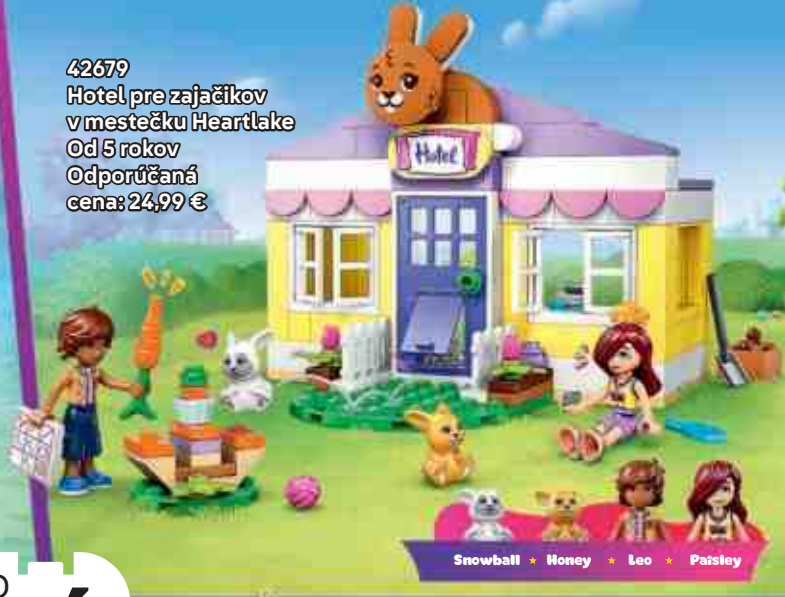 42679
Hotel pre zajačikov
v mestečku Heartlake
Od 5 rokov
Odporúčaná
cena: 24,99 €
Hotel
Snowball ★ Honey ★ Leo ★ Paisley